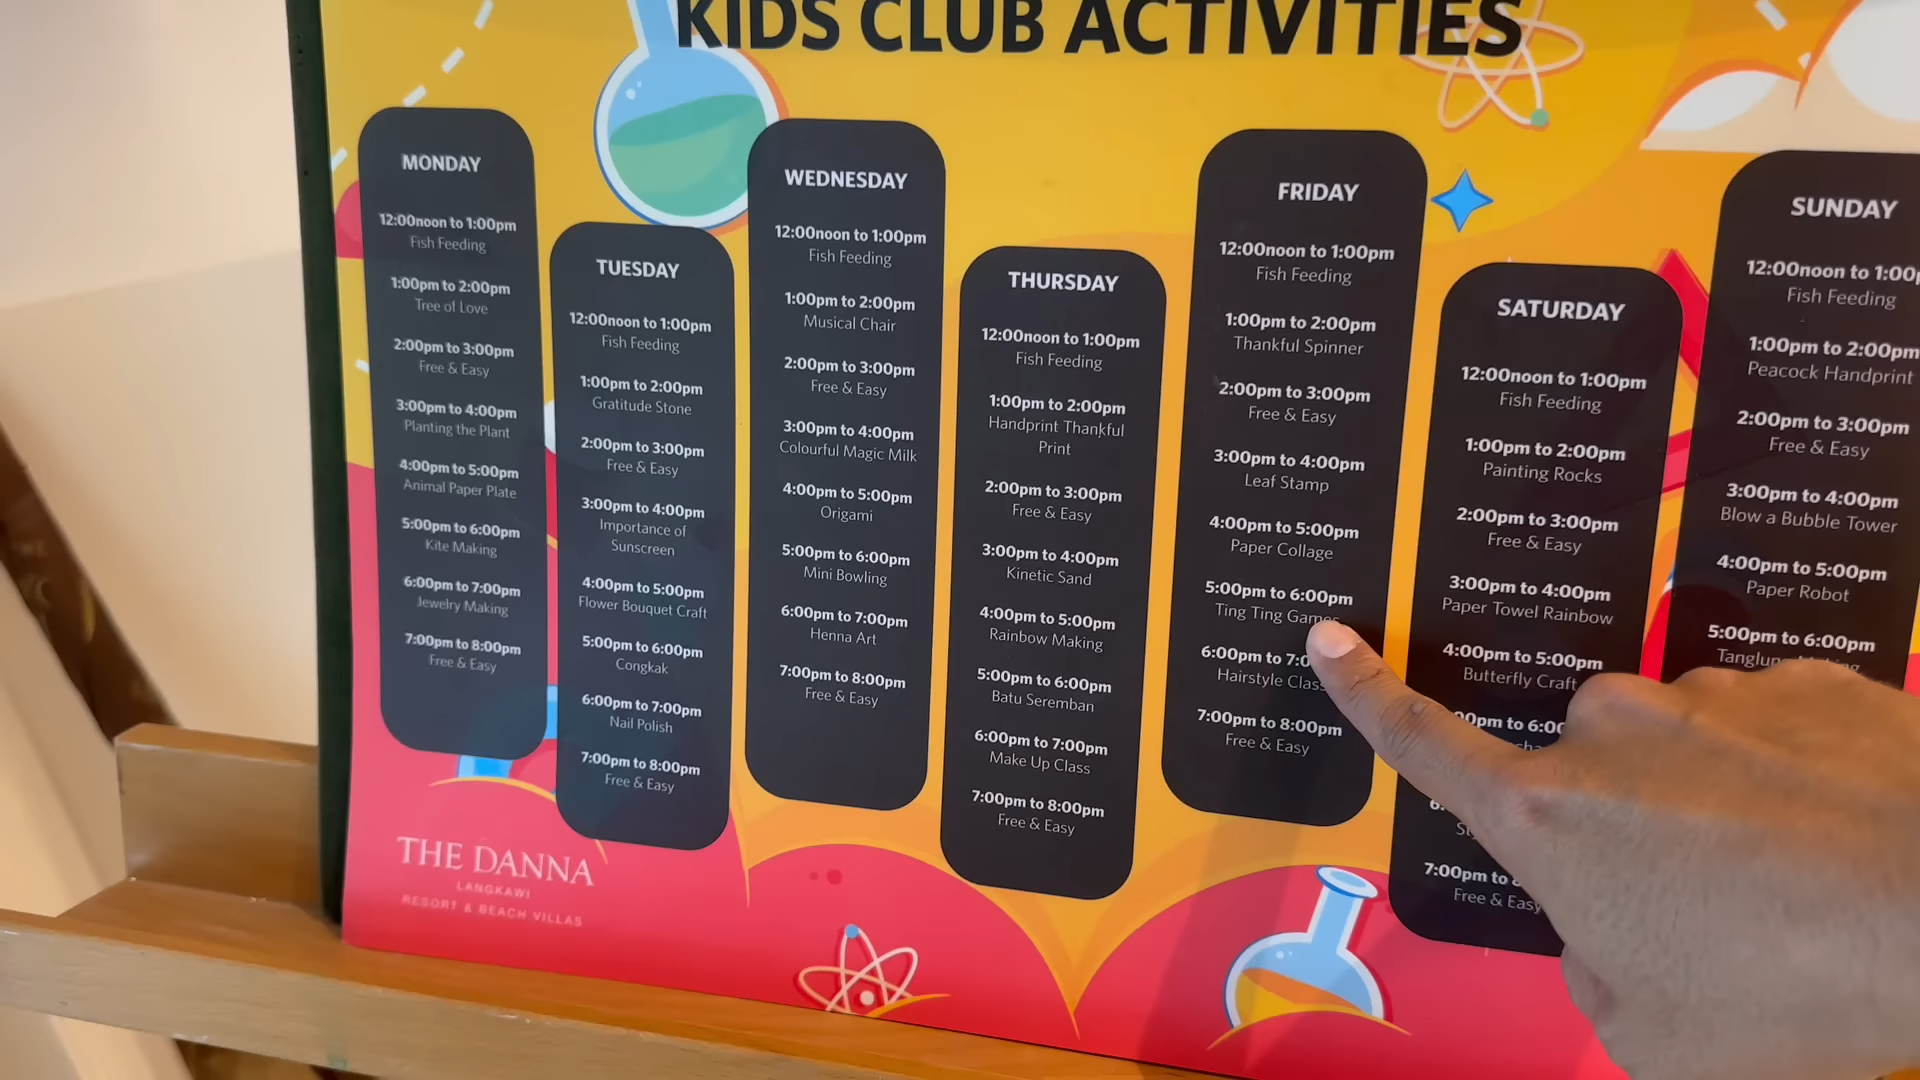 KIDS CLUB ACTIVITIES
MONDAY
12:00noon to 1:00pm
Fish Feeding
1:00pm to 2:00pm
Tree of Love
2:00pm to 3:00pm
Free & Easy
3:00pm to 4:00pm
Planting the Plant
4:00pm to 5:00pm
Animal Paper Plate
5:00pm to 6:00pm
Kite Making
6:00pm to 7:00pm
Jewelry Making
7:00pm to 8:00pm
Free & Easy
TUESDAY
12:00noon to 1:00pm
Fish Feeding
1:00pm to 2:00pm
Gratitude Stone
2:00pm to 3:00pm
Free & Easy
3:00pm to 4:00pm
Importance of
Sunscreen
4:00pm to 5:00pm
Flower Bouquet Craft
5:00pm to 6:00pm
Congkak
6:00pm to 7:00pm
Nail Polish
7:00pm to 8:00pm
Free & Easy
WEDNESDAY
12:00noon to 1:00pm
Fish Feeding
1:00pm to 2:00pm
Musical Chair
2:00pm to 3:00pm
Free & Easy
3:00pm to 4:00pm
Colourful Magic Milk
4:00pm to 5:00pm
Origami
5:00pm to 6:00pm
Mini Bowling
6:00pm to 7:00pm
Henna Art
7:00pm to 8:00pm
Free & Easy
THURSDAY
12:00noon to 1:00pm
Fish Feeding
1:00pm to 2:00pm
Handprint Thankful
Print
2:00pm to 3:00pm
Free & Easy
3:00pm to 4:00pm
Kinetic Sand
4:00pm to 5:00pm
Rainbow Making
5:00pm to 6:00pm
Batu Seremban
6:00pm to 7:00pm
Make Up Class
7:00pm to 8:00pm
Free & Easy
FRIDAY
12:00noon to 1:00pm
Fish Feeding
1:00pm to 2:00pm
Thankful Spinner
2:00pm to 3:00pm
Free & Easy
3:00pm to 4:00pm
Leaf Stamp
4:00pm to 5:00pm
Paper Collage
5:00pm to 6:00pm
Ting Ting Games
6:00pm to
Hairstyle Class
7:00pm to 8:00pm
Free & Easy
SATURDAY
12:00noon to 1:00pm
Fish Feeding
1:00pm to 2:00pm
Painting Rocks
2:00pm to 3:00pm
Free & Easy
3:00pm to 4:00pm
Paper Towel Rainbow
4:00pm to 5:00pm
Butterfly Craft
to
7:00pm to
Free & Easy
SUNDAY
12:00noon to 1:00p
Fish Feeding
1:00pm to 2:00pm
Peacock Handprint
2:00pm to 3:00pm
Free & Easy
3:00pm to 4:00pm
Blow a Bubble Tower
4:00pm to 5:00pm
Paper Robot
5:00pm to 6:00pm
THE DANNA
LANGKAWI
RESORT & BEACH VILLAS